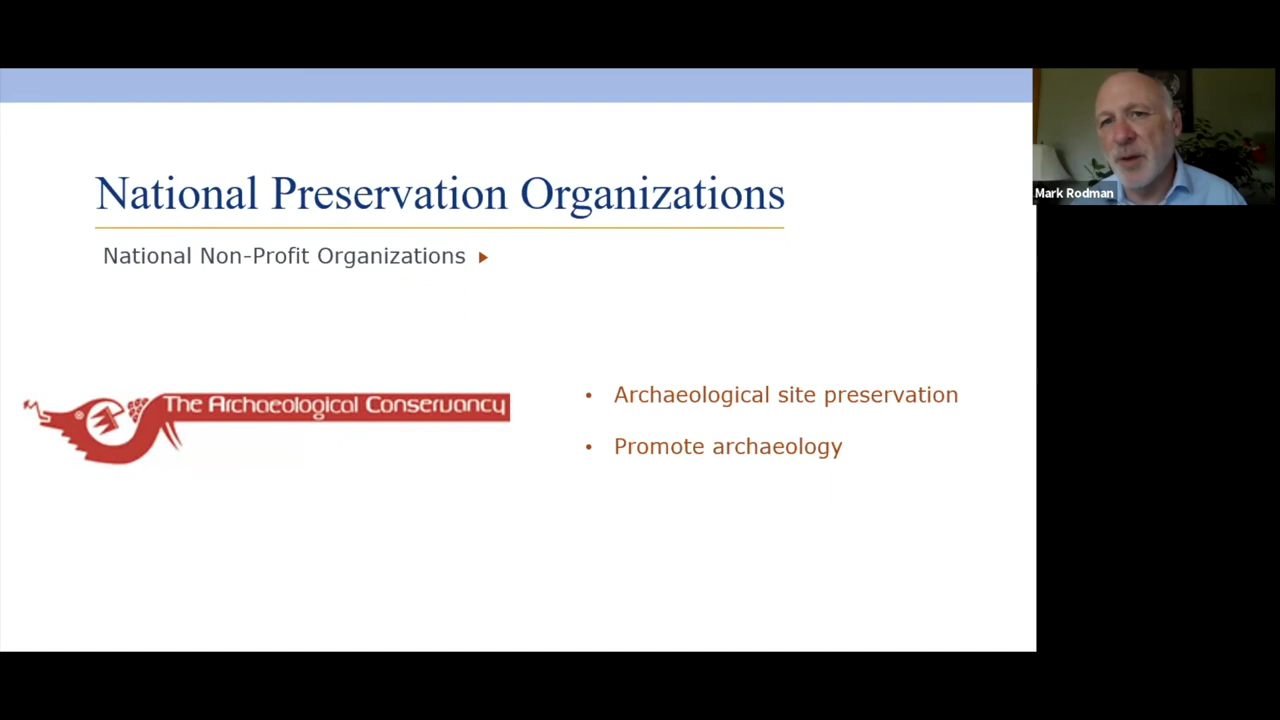 National Preservation Organizations
National Non-Profit Organizations
The Archaeological Conservancy
• Archaeological site preservation
• Promote archaeology
Mark Rodman